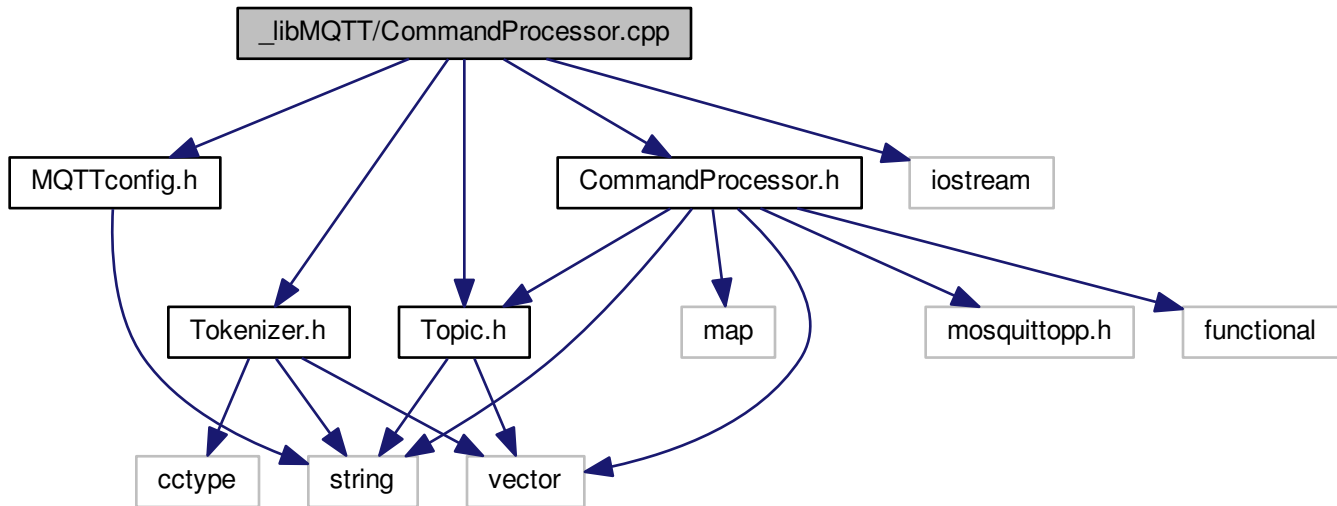 _libMQTT/CommandProcessor.cpp
MQTTconfig.h
CommandProcessor.h
iostream
Tokenizer.h
Topic.h
map
mosquittopp.h
functional
cctype
string
vector